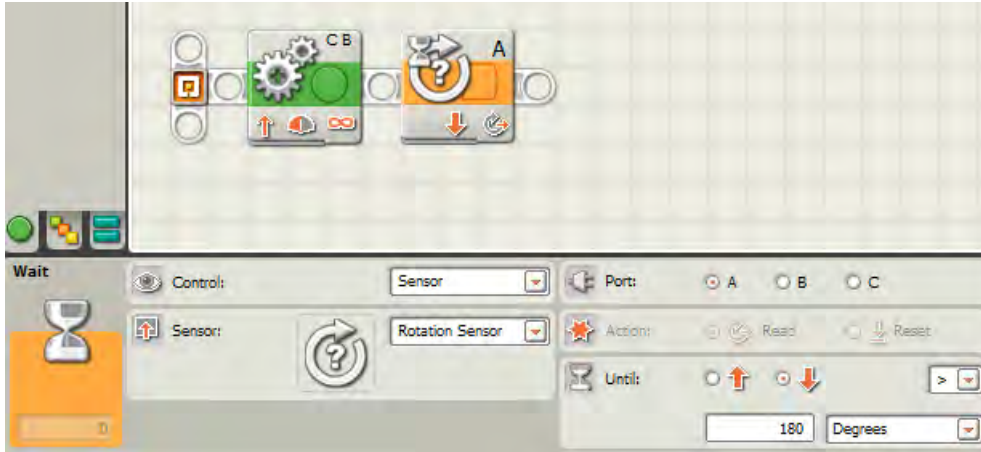 C B
A
Wait
Control:
Sensor
Port:
A
B
C
Sensor:
Rotation Sensor
Action:
Read
Reset
Until:
>
180
Degrees